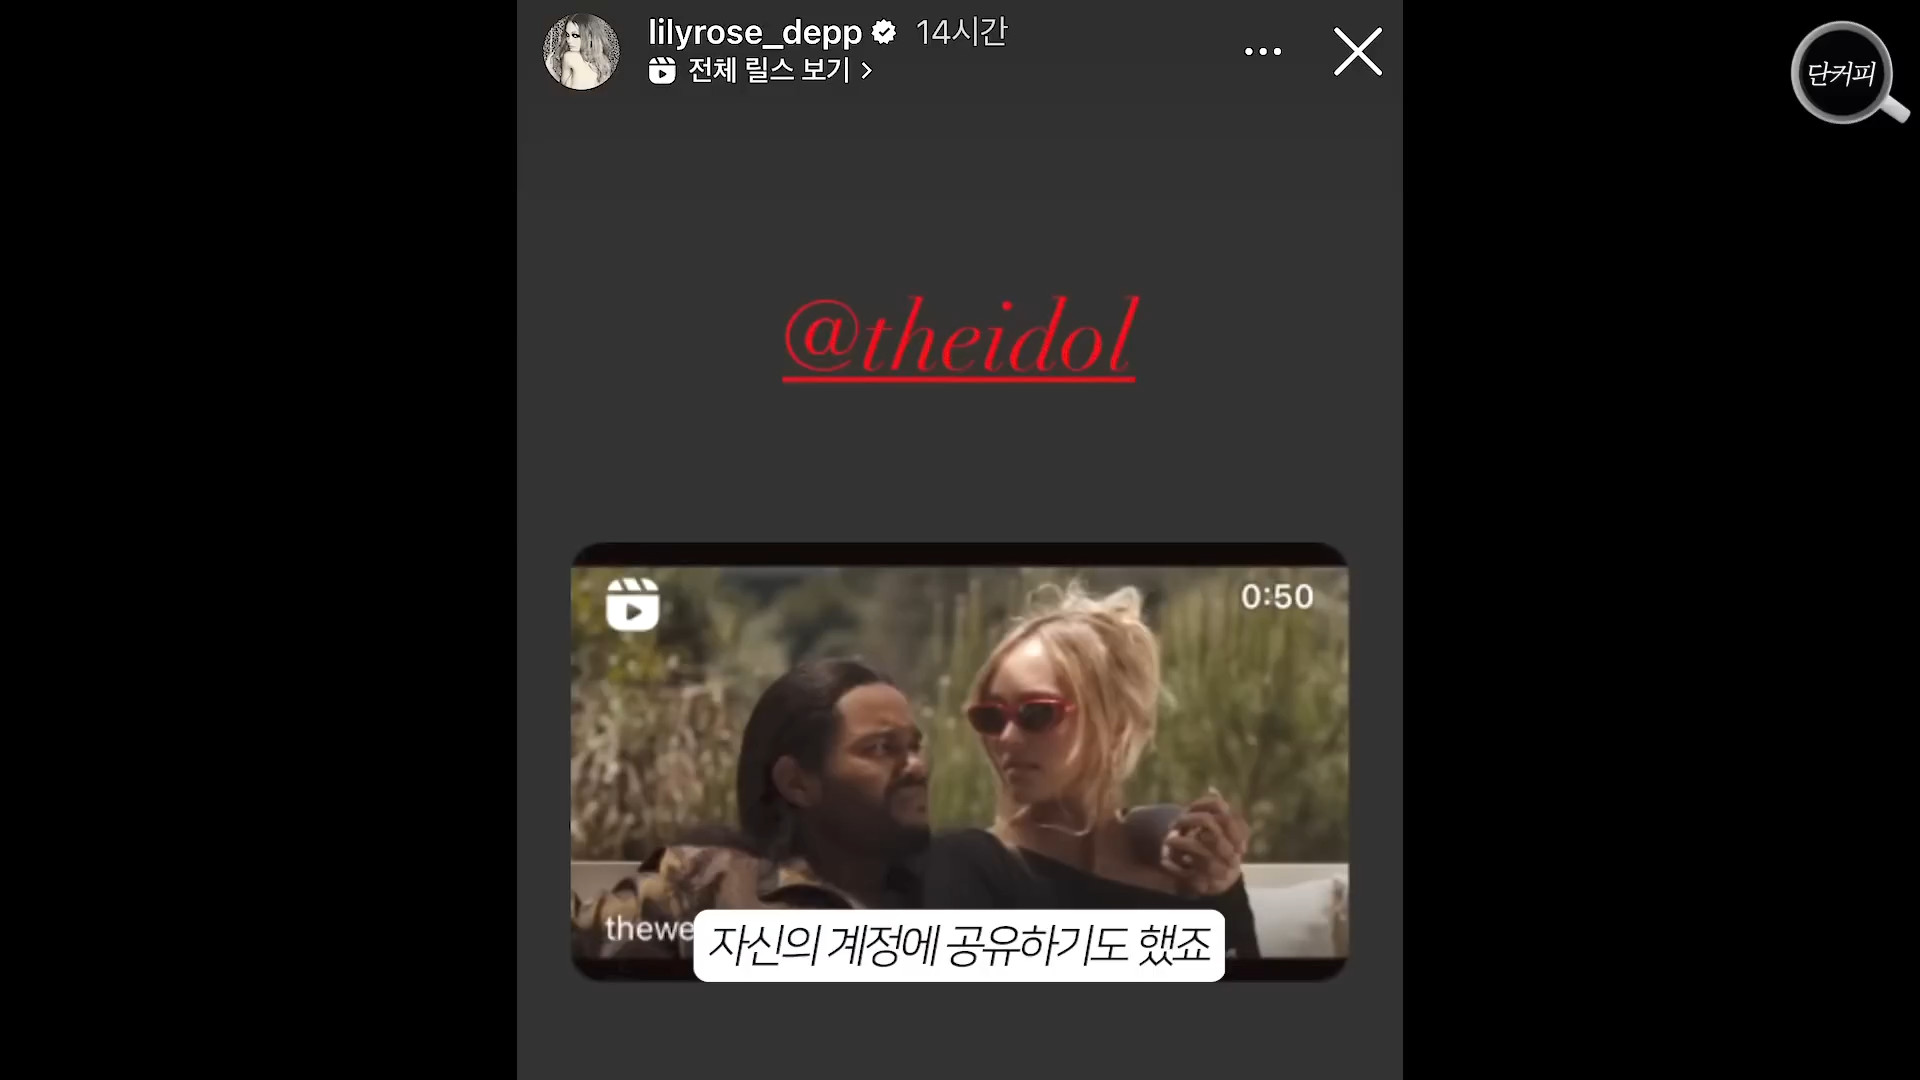 lilyrose_depp 14시간
전체 릴스 보기
단커피
@theidol
0:50
thewe
자신의 계정에 공유하기도 했죠